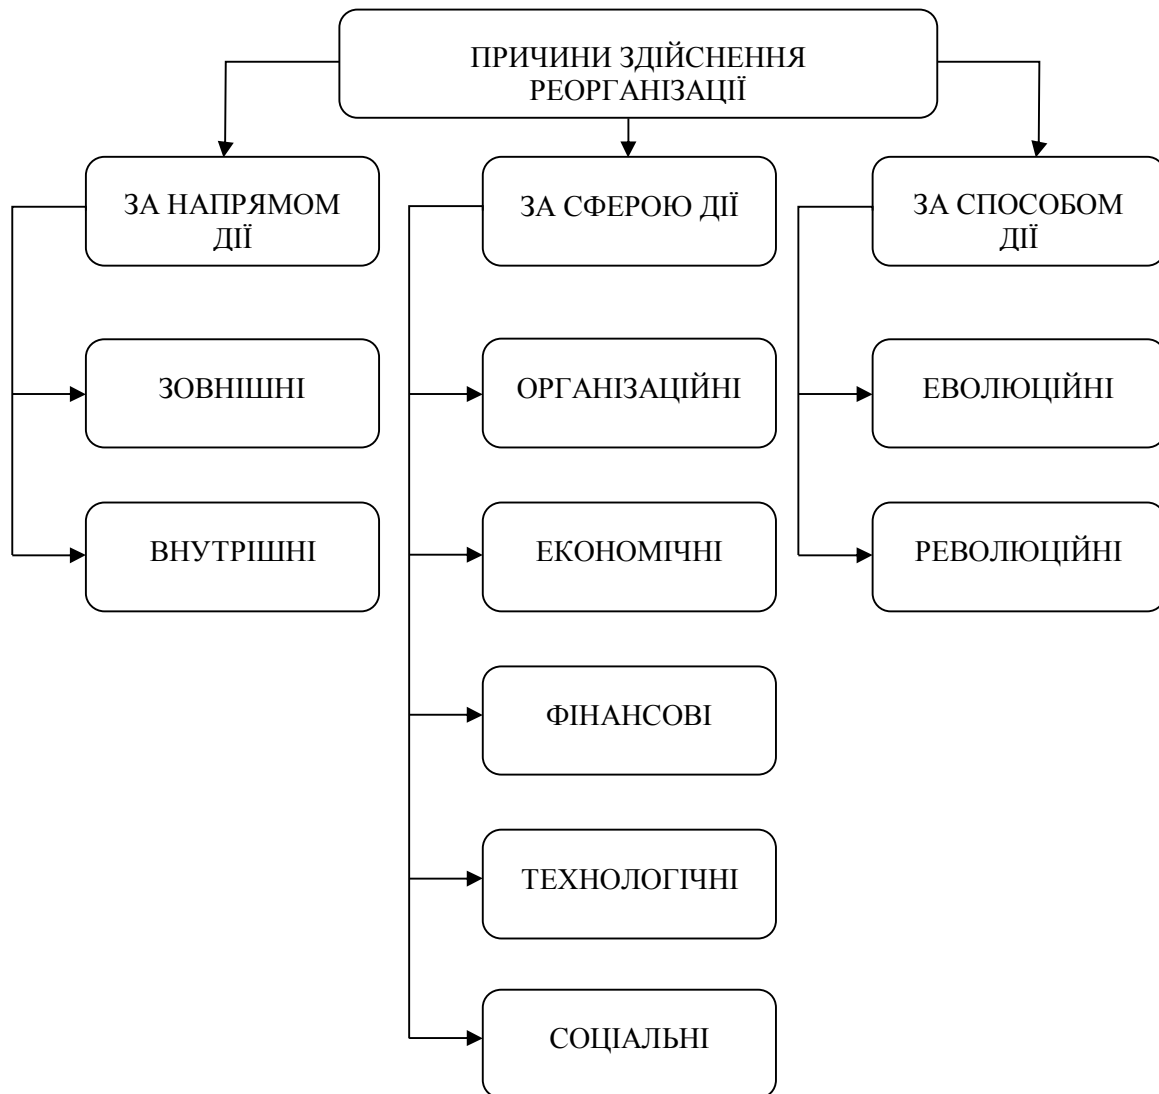 ПРИЧИНИ ЗДІЙСНЕННЯ
РЕОРГАНІЗАЦІЇ
ЗА НАПРЯМОМ
ДІЇ
ЗОВНІШНІ
ВНУТРІШНІ
ЗА СФЕРОЮ ДІЇ
ОРГАНІЗАЦІЙНІ
ЕКОНОМІЧНІ
ФІНАНСОВІ
ТЕХНОЛОГІЧНІ
СОЦІАЛЬНІ
ЗА СПОСОБОМ
ДІЇ
ЕВОЛЮЦІЙНІ
РЕВОЛЮЦІЙНІ